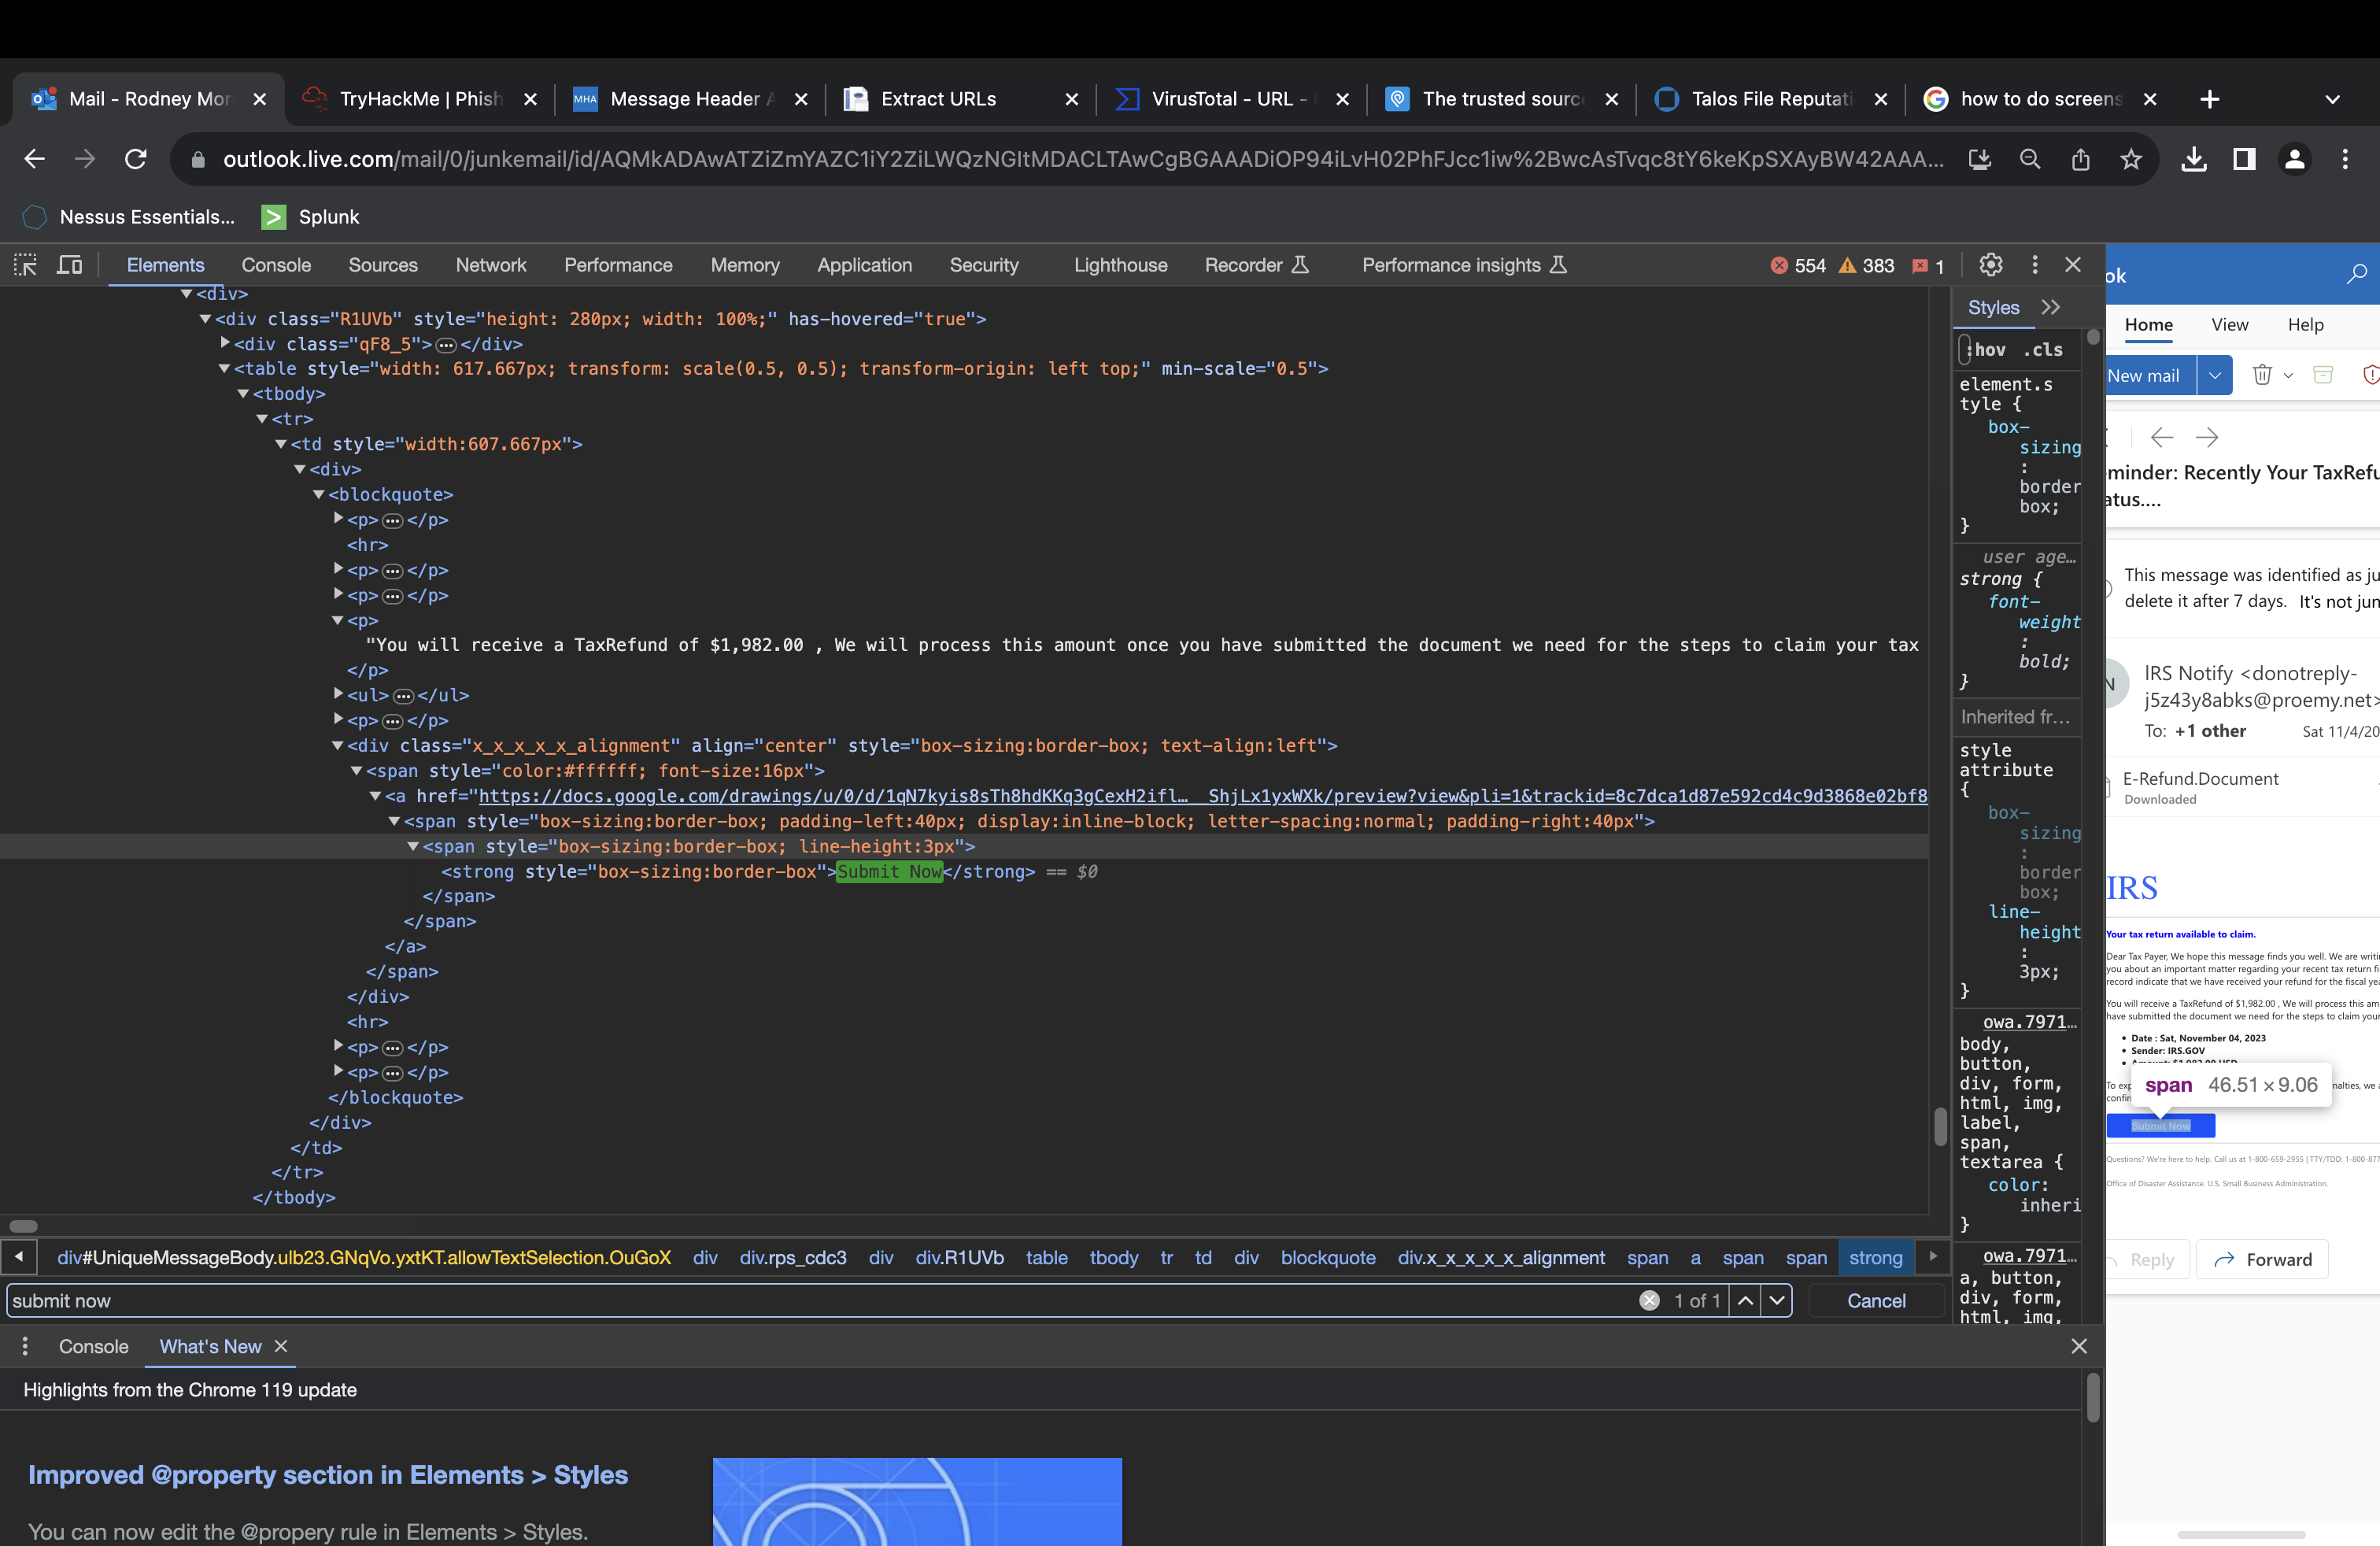 Mail - Rodney Mor
TryHackMe | Phish
MHA Message Header A
Extract URLs
VirusTotal - URL -
The trusted sourc
Talos File Reputati
how to do screens
outlook.live.com/mail/0/junkemail/id/AQMkADAwATZiZmYAZC1iY2ZiLWQzNGItMDACLTAwCgBGAAADiOP94iLvH02PhFJcc1iw%2BwcAsTvqc8tY6keKpSXAyBW42AAA...
Nessus Essentials...
Splunk
Elements Console Sources Network Performance Memory Application Security Lighthouse Recorder Performance insights 554 383 1
<div>
<div class="R1UVb" style="height: 280px; width: 100%;" has-hovered="true">
<div class="qF8_5">…</div>
<table style="width: 617.667px; transform: scale(0.5, 0.5); transform-origin: left top;" min-scale="0.5">
<tbody>
<tr>
<td style="width:607.667px">
<div>
<blockquote>
<p>…</p>
<hr>
<p>…</p>
<p>…</p>
<p>
"You will receive a TaxRefund of $1,982.00 , We will process this amount once you have submitted the document we need for the steps to claim your tax
</p>
<ul>…</ul>
<p>…</p>
<div class="x_x_x_x_x_alignment" align="center" style="box-sizing:border-box; text-align:left">
<span style="color:#ffffff; font-size:16px">
<a href="https://docs.google.com/drawings/u/0/d/1qN7kyis8sTh8hdKKq3gCexH2ifl…__ShjLx1yxWXk/preview?view&pli=1&trackid=8c7dca1d87e592cd4c9d3868e02bf8
<span style="box-sizing:border-box; padding-left:40px; display:inline-block; letter-spacing:normal; padding-right:40px">
<span style="box-sizing:border-box; line-height:3px">
<strong style="box-sizing:border-box">Submit Now</strong> == $0
</span>
</span>
</a>
</span>
</div>
<hr>
<p>…</p>
<p>…</p>
</blockquote>
</div>
</td>
</tr>
</tbody>
div#UniqueMessageBody.ulb23.GNqVo.yxtKT.allowTextSelection.OuGoX div div.rps_cdc3 div div.R1UVb table tbody tr td div blockquote div.x_x_x_x_x_alignment span a span span strong
submit now
1 of 1
Cancel
Console What's New
Highlights from the Chrome 119 update
Improved @property section in Elements > Styles
You can now edit the @propery rule in Elements > Styles.
Styles
:hov .cls
element.s
tyle {
box-
sizing
:
border
box;
}
user age…
strong {
font-
weight
:
bold;
}
Inherited fr…
style
attribute
{
box-
sizing
:
border
box;
line-
height
:
3px;
}
owa.7971…
body,
button,
div, form,
html, img,
label,
span,
textarea {
color:
inheri
}
owa.7971…
a, button,
div, form,
html, img,
ok
Home View Help
New mail
minder: Recently Your TaxRefu
atus....
This message was identified as ju
delete it after 7 days. It's not jun
N
IRS Notify <donotreply-
j5z43y8abks@proemy.net>
To: +1 other
Sat 11/4/20
E-Refund.Document
Downloaded
IRS
Your tax return available to claim.
Dear Tax Payer, We hope this message finds you well. We are writi
you about an important matter regarding your recent tax return fi
record indicate that we have received your refund for the fiscal yea
You will receive a TaxRefund of $1,982.00 , We will process this am
have submitted the document we need for the steps to claim your
• Date : Sat, November 04, 2023
• Sender: IRS.GOV
• Amount: $1,982.00 USD
To exp
nalties, we a
confir
span 46.51 × 9.06
Submit Now
Questions? We're here to help. Call us at 1-800-659-2955 | TTY/TDD: 1-800-877
Office of Disaster Assistance. U.S. Small Business Administration.
Reply
Forward